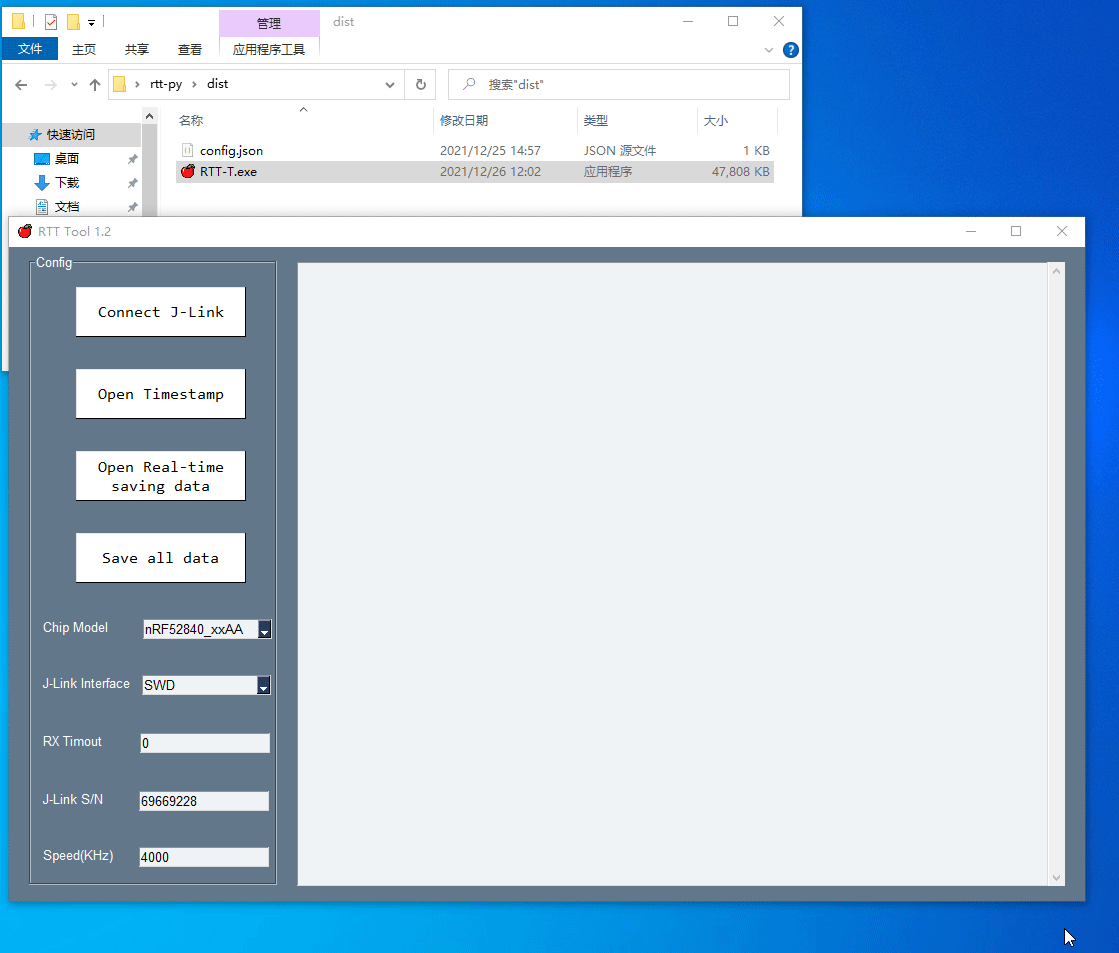 管理
dist
文件
主页
共享
查看
应用程序工具
rtt-py
dist
搜索"dist"
名称
修改日期
类型
大小
快速访问
桌面
下载
文档
config.json
2021/12/25 14:57
JSON 源文件
1 KB
RTT-T.exe
2021/12/26 12:02
应用程序
47,808 KB
RTT Tool 1.2
Config
Connect J-Link
Open Timestamp
Open Real-time
saving data
Save all data
Chip Model
nRF52840_xxAA
J-Link Interface
SWD
RX Timout
0
J-Link S/N
69669228
Speed(KHz)
4000